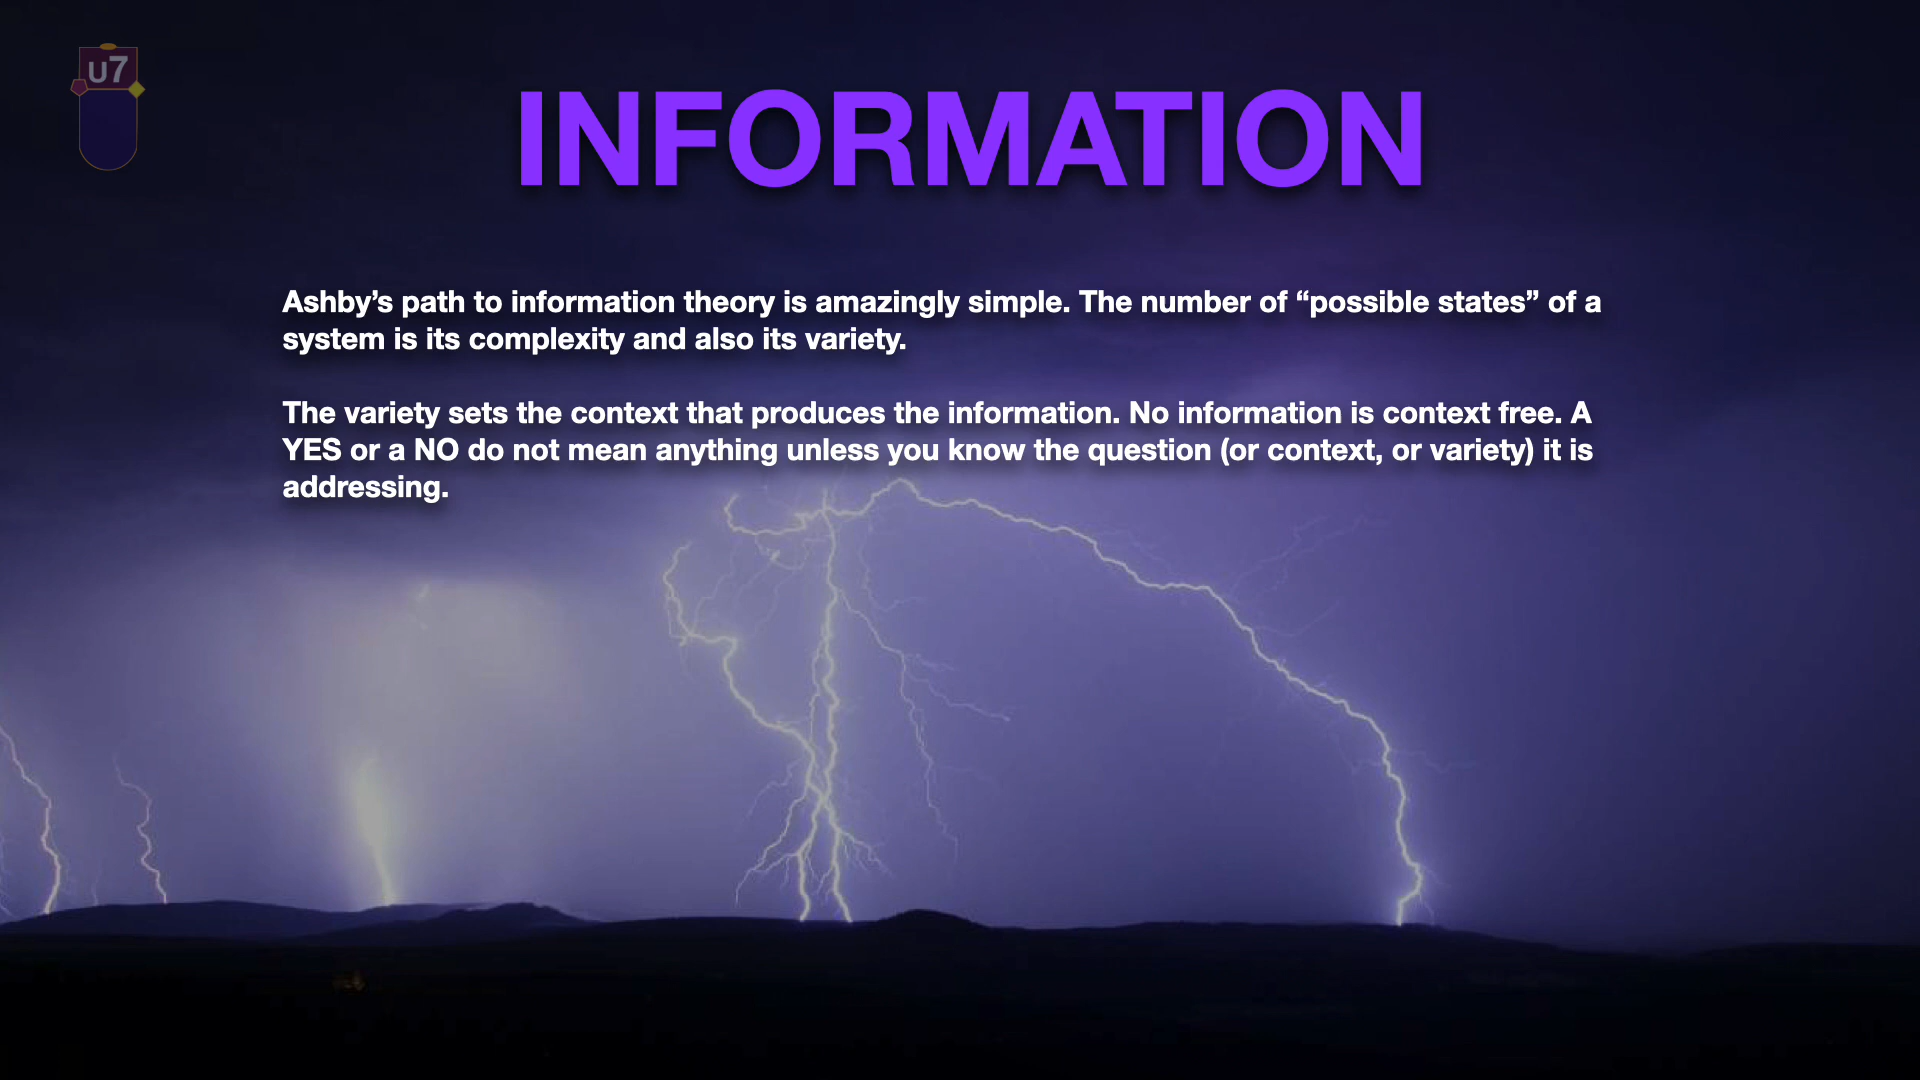 u7
INFORMATION
Ashby’s path to information theory is amazingly simple. The number of “possible states” of a
system is its complexity and also its variety.
The variety sets the context that produces the information. No information is context free. A
YES or a NO do not mean anything unless you know the question (or context, or variety) it is
addressing.